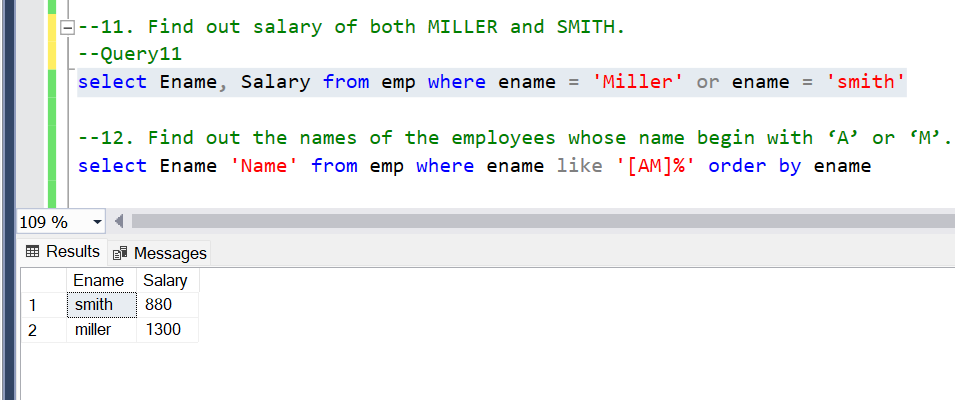 --11. Find out salary of both MILLER and SMITH.
--Query11
select Ename, Salary from emp where ename = 'Miller' or ename = 'smith'
--12. Find out the names of the employees whose name begin with ‘A’ or ‘M’.
select Ename 'Name' from emp where ename like '[AM]%' order by ename
109 %
Results Messages
Ename Salary
1 smith 880
2 miller 1300